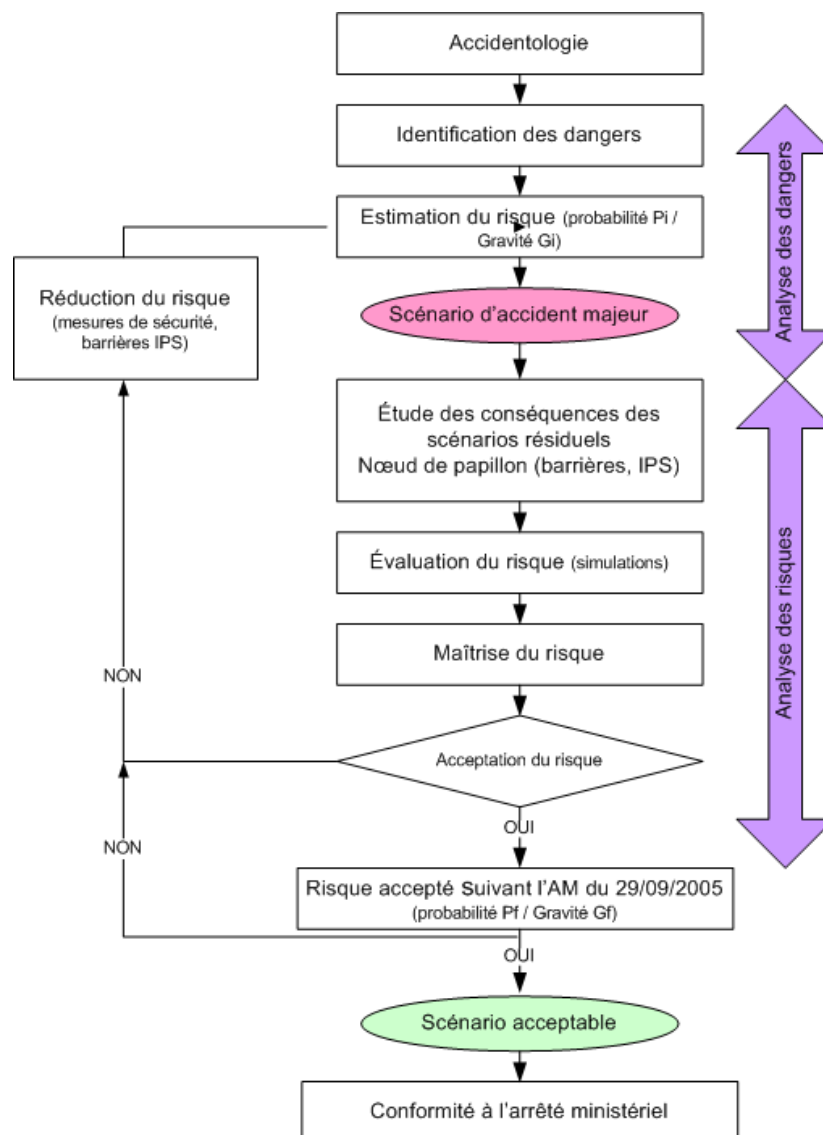 Accidentologie
Identification des dangers
Estimation du risque (probabilité Pi /
Gravité Gi)
Réduction du risque
(mesures de sécurité,
barrières IPS)
Scénario d'accident majeur
Analyse des dangers
Étude des conséquences des
scénarios résiduels
Nœud de papillon (barrières, IPS)
Évaluation du risque (simulations)
Maîtrise du risque
Analyse des risques
NON
Acceptation du risque
OUI
NON
Risque accepté suivant l'AM du 29/09/2005
(probabilité Pf / Gravité Gf)
OUI
Scénario acceptable
Conformité à l'arrêté ministériel